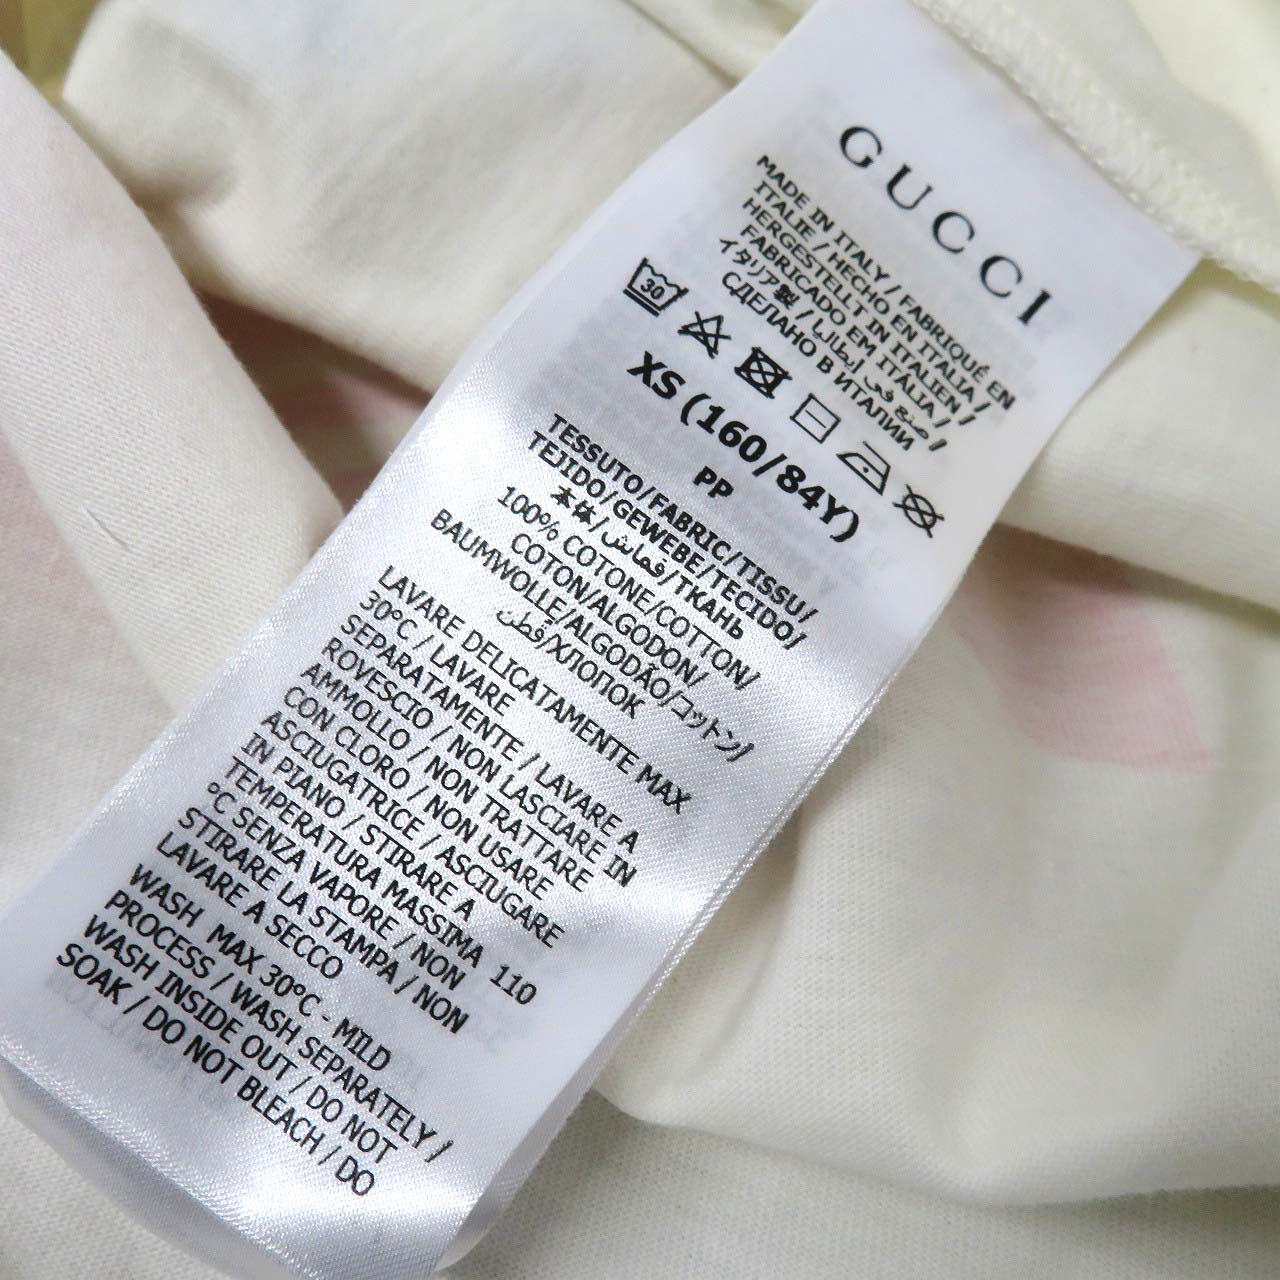 GUCCI
MADE IN ITALY / FABRIQUÉ EN
ITALIE / HECHO EN ITALIA /
HERGESTELLT IN ITALIEN /
FABRICADO EM ITÁLIA /
イタリア製 / صنع في إيطاليا /
СДЕЛАНО В ИТАЛИИ
30
XS (160/84Y)
PP
TESSUTO/FABRIC/TISSU/
TEJIDO/GEWEBE/TECIDO/
本体/قماش/ТКАНЬ
100% COTONE/COTTON/
COTON/ALGODON/
BAUMWOLLE/ALGODÃO/コットン/
قطن/ХЛОПОК
LAVARE DELICATAMENTE MAX
30°C / LAVARE
SEPARATAMENTE / LAVARE A
ROVESCIO / NON LASCIARE IN
AMMOLLO / NON TRATTARE
CON CLORO / NON USARE
ASCIUGATRICE / ASCIUGARE
IN PIANO / STIRARE A
TEMPERATURA MASSIMA 110
°C SENZA VAPORE / NON
STIRARE LA STAMPA / NON
LAVARE A SECCO
WASH MAX 30°C - MILD
PROCESS / WASH SEPARATELY /
WASH INSIDE OUT / DO NOT
SOAK / DO NOT BLEACH / DO